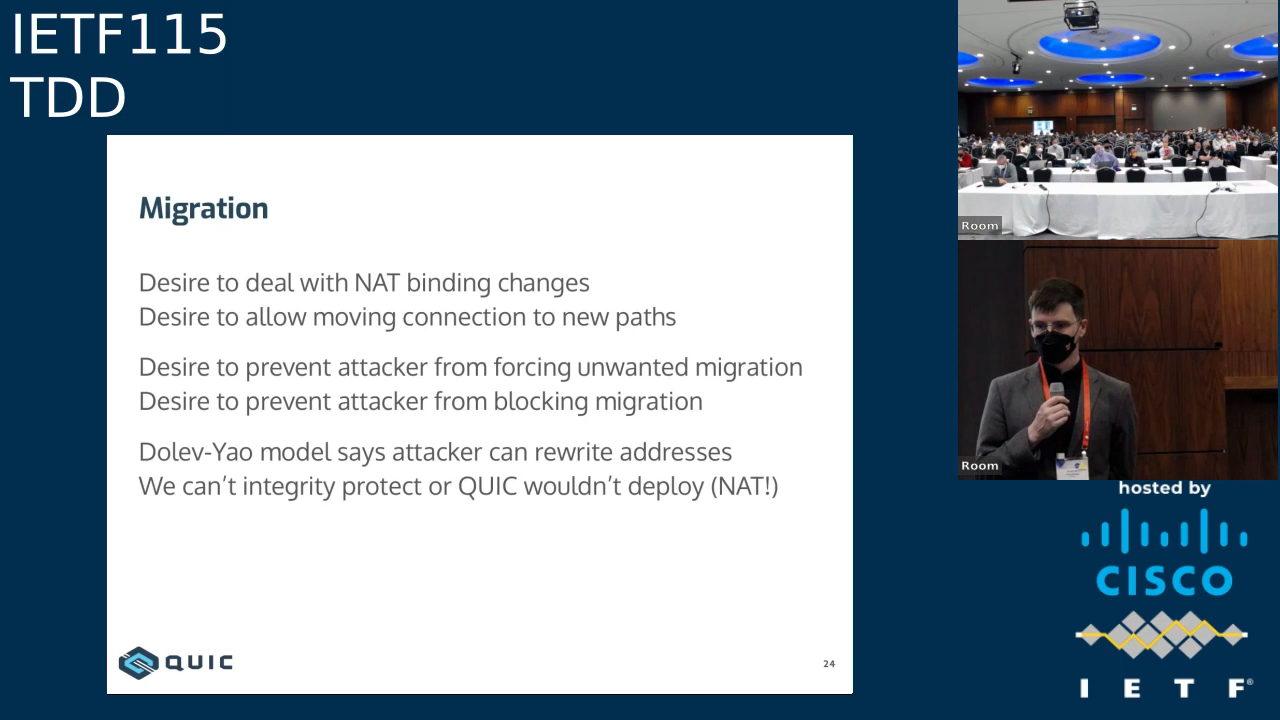 IETF115
TDD
Migration
Desire to deal with NAT binding changes
Desire to allow moving connection to new paths
Desire to prevent attacker from forcing unwanted migration
Desire to prevent attacker from blocking migration
Dolev-Yao model says attacker can rewrite addresses
We can’t integrity protect or QUIC wouldn’t deploy (NAT!)
QUIC
24
Room
Room
hosted by
CISCO
I E T F®